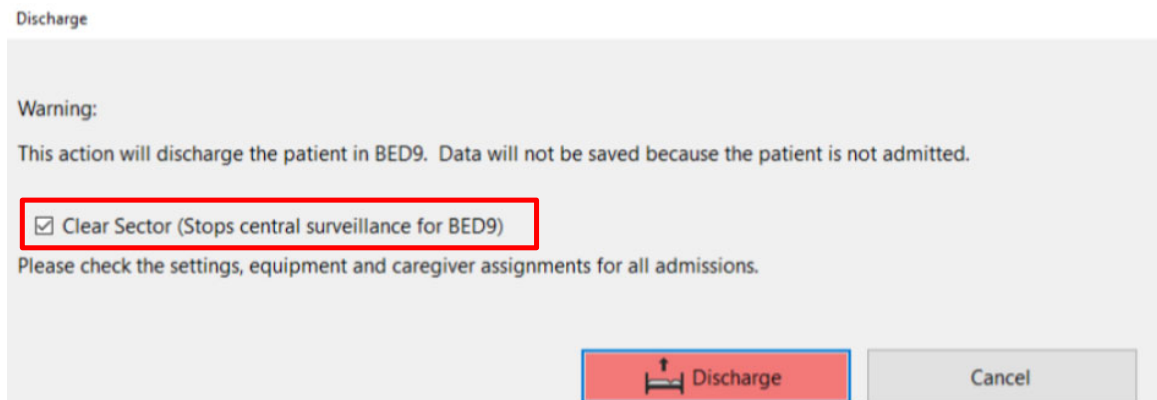 Discharge
Warning:
This action will discharge the patient in BED9. Data will not be saved because the patient is not admitted.
Clear Sector (Stops central surveillance for BED9)
Please check the settings, equipment and caregiver assignments for all admissions.
Discharge Cancel